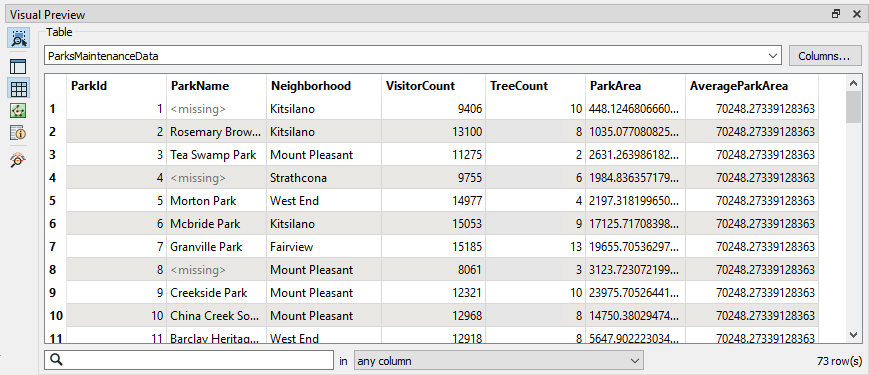 Visual Preview
Table
ParksMaintenanceData
Columns...
ParkId ParkName Neighborhood VisitorCount TreeCount ParkArea AverageParkArea
1 1 <missing> Kitsilano 9406 10 448.1246806660... 70248.27339128363
2 2 Rosemary Brow... Kitsilano 13100 8 1035.077080825... 70248.27339128363
3 3 Tea Swamp Park Mount Pleasant 11275 2 2631.263986182... 70248.27339128363
4 4 <missing> Strathcona 9755 6 1984.836357179... 70248.27339128363
5 5 Morton Park West End 14977 4 2197.318199650... 70248.27339128363
6 6 Mcbride Park Kitsilano 15053 9 17125.71708398... 70248.27339128363
7 7 Granville Park Fairview 15185 13 19655.70536297... 70248.27339128363
8 8 <missing> Mount Pleasant 8061 3 3123.723072199... 70248.27339128363
9 9 Creekside Park Mount Pleasant 12321 10 23975.70526441... 70248.27339128363
10 10 China Creek So... Mount Pleasant 12968 8 14750.38029474... 70248.27339128363
11 11 Barclay Heritag... West End 12918 8 5647.902223034... 70248.27339128363
in any column 73 row(s)